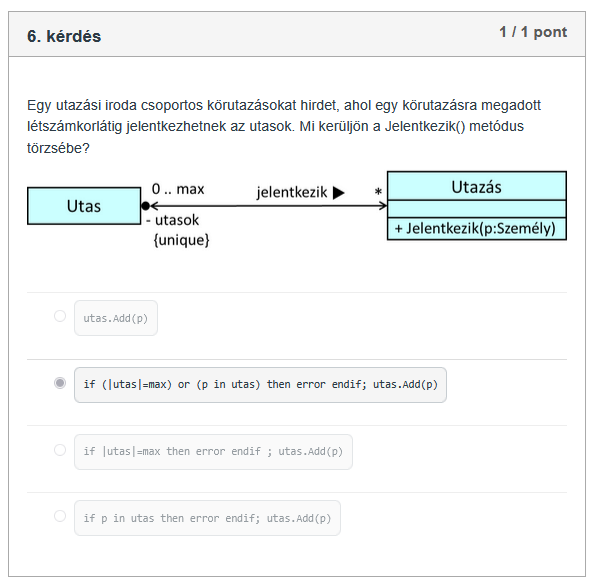 6. kérdés
1 / 1 pont
Egy utazási iroda csoportos körutazásokat hirdet, ahol egy körutazásra megadott
létszámkorlátig jelentkezhetnek az utasok. Mi kerüljön a Jelentkezik() metódus
törzsébe?
Utas
0 .. max
jelentkezik ▶
*
- utasok
{unique}
Utazás
+ Jelentkezik(p:Személy)
utas.Add(p)
if (|utas|=max) or (p in utas) then error endif; utas.Add(p)
if |utas|=max then error endif ; utas.Add(p)
if p in utas then error endif; utas.Add(p)